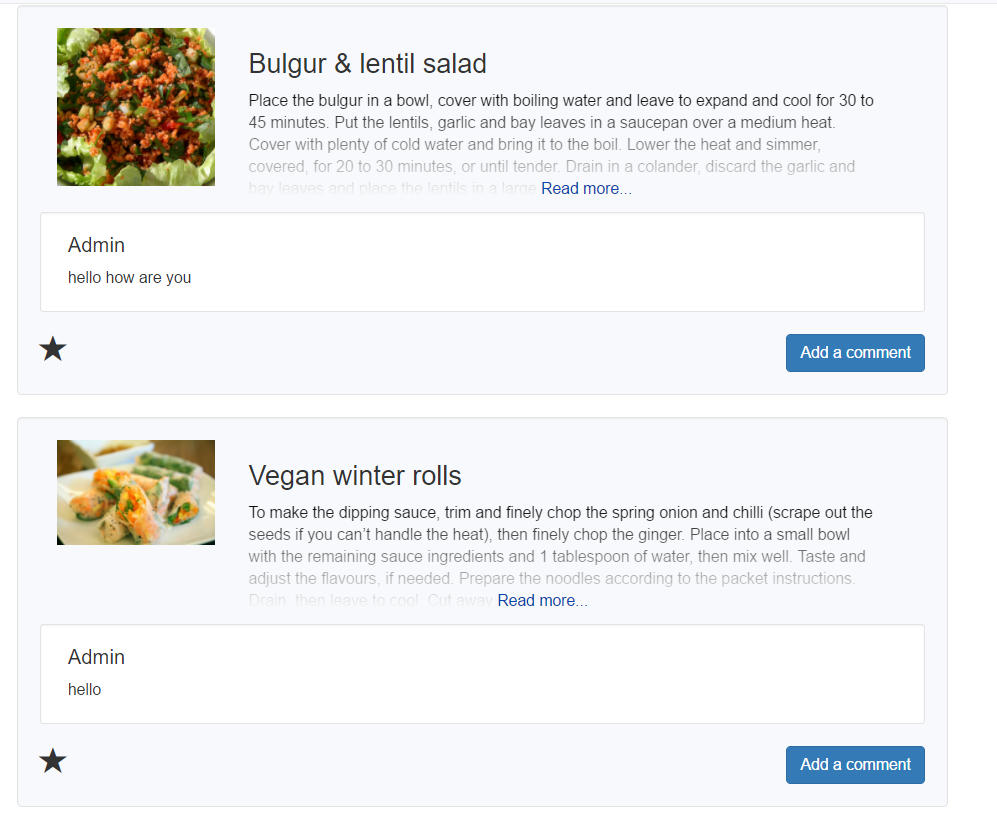 Bulgur & lentil salad
Place the bulgur in a bowl, cover with boiling water and leave to expand and cool for 30 to
45 minutes. Put the lentils, garlic and bay leaves in a saucepan over a medium heat.
Cover with plenty of cold water and bring it to the boil. Lower the heat and simmer,
covered, for 20 to 30 minutes, or until tender. Drain in a colander, discard the garlic and
bay leaves and place the lentils in a large Read more...
Admin
hello how are you
Add a comment
Vegan winter rolls
To make the dipping sauce, trim and finely chop the spring onion and chilli (scrape out the
seeds if you can’t handle the heat), then finely chop the ginger. Place into a small bowl
with the remaining sauce ingredients and 1 tablespoon of water, then mix well. Taste and
adjust the flavours, if needed. Prepare the noodles according to the packet instructions.
Drain, then leave to cool. Cut away Read more...
Admin
hello
Add a comment